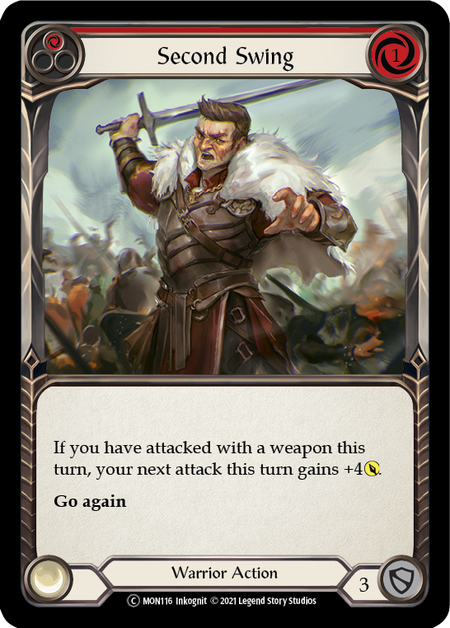 Second Swing
1
If you have attacked with a weapon this
turn, your next attack this turn gains +4.
Go again
Warrior Action
3
C MON116 Inkognit © 2021 Legend Story Studios